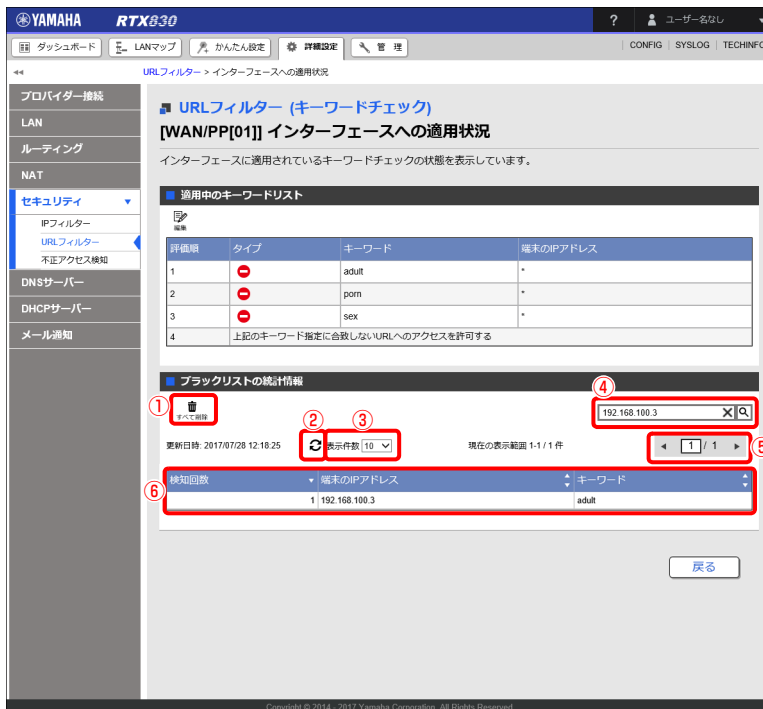 YAMAHA RTX830 ? ユーザー名なし
ダッシュボード LANマップ かんたん設定 詳細設定 管理 CONFIG SYSLOG TECHINFO
URLフィルター > インターフェースへの適用状況
プロバイダー接続
LAN
ルーティング
NAT
セキュリティ
IPフィルター
URLフィルター
不正アクセス検知
DNSサーバー
DHCPサーバー
メール通知
URLフィルター (キーワードチェック)
[WAN/PP[01]] インターフェースへの適用状況
インターフェースに適用されているキーワードチェックの状態を表示しています。
適用中のキーワードリスト
編集
評価順 タイプ キーワード 端末のIPアドレス
1 adult *
2 porn *
3 sex *
4 上記のキーワード指定に合致しないURLへのアクセスを許可する
ブラックリストの統計情報
① すべて削除 ④ 192.168.100.3
② ③
更新日時: 2017/07/28 12:18:25 表示件数 10 現在の表示範囲 1-1 / 1 件 1 / 1 ⑤
⑥ 検知回数 端末のIPアドレス キーワード
1 192.168.100.3 adult
戻る
Copyright © 2014 - 2017 Yamaha Corporation. All Rights Reserved.